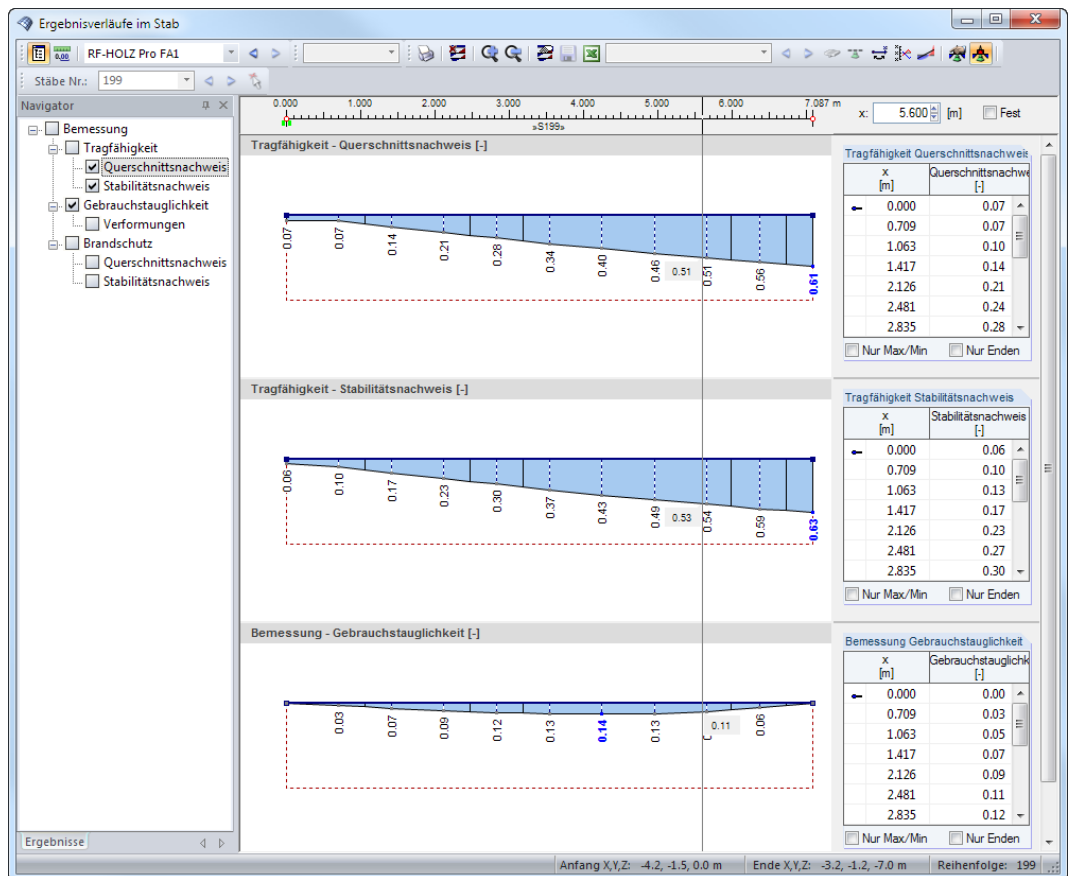 Ergebnisverläufe im Stab
RF-HOLZ Pro FA1
Stäbe Nr.: 199
Navigator
Bemessung
Tragfähigkeit
Querschnittsnachweis
Stabilitätsnachweis
Gebrauchstauglichkeit
Verformungen
Brandschutz
Querschnittsnachweis
Stabilitätsnachweis
Ergebnisse
0.000 1.000 2.000 3.000 4.000 5.000 6.000 7.087 m
»S199»
x: 5.600 [m] Fest
Tragfähigkeit - Querschnittsnachweis [-]
0.07 0.07 0.14 0.21 0.28 0.34 0.40 0.46 0.51 0.51 0.56 0.61
Tragfähigkeit Querschnittsnachweis
x Querschnittsnachwe
[m] [-]
0.000 0.07
0.709 0.07
1.063 0.10
1.417 0.14
2.126 0.21
2.481 0.24
2.835 0.28
Nur Max/Min Nur Enden
Tragfähigkeit - Stabilitätsnachweis [-]
0.06 0.10 0.17 0.23 0.30 0.37 0.43 0.49 0.53 0.54 0.59 0.63
Tragfähigkeit Stabilitätsnachweis
x Stabilitätsnachweis
[m] [-]
0.000 0.06
0.709 0.10
1.063 0.13
1.417 0.17
2.126 0.23
2.481 0.27
2.835 0.30
Nur Max/Min Nur Enden
Bemessung - Gebrauchstauglichkeit [-]
0.03 0.07 0.09 0.12 0.13 0.14 0.13 0.11 0.06
Bemessung Gebrauchstauglichkeit
x Gebrauchstauglichk
[m] [-]
0.000 0.00
0.709 0.03
1.063 0.05
1.417 0.07
2.126 0.09
2.481 0.11
2.835 0.12
Nur Max/Min Nur Enden
Anfang X,Y,Z: -4.2, -1.5, 0.0 m Ende X,Y,Z: -3.2, -1.2, -7.0 m Reihenfolge: 199